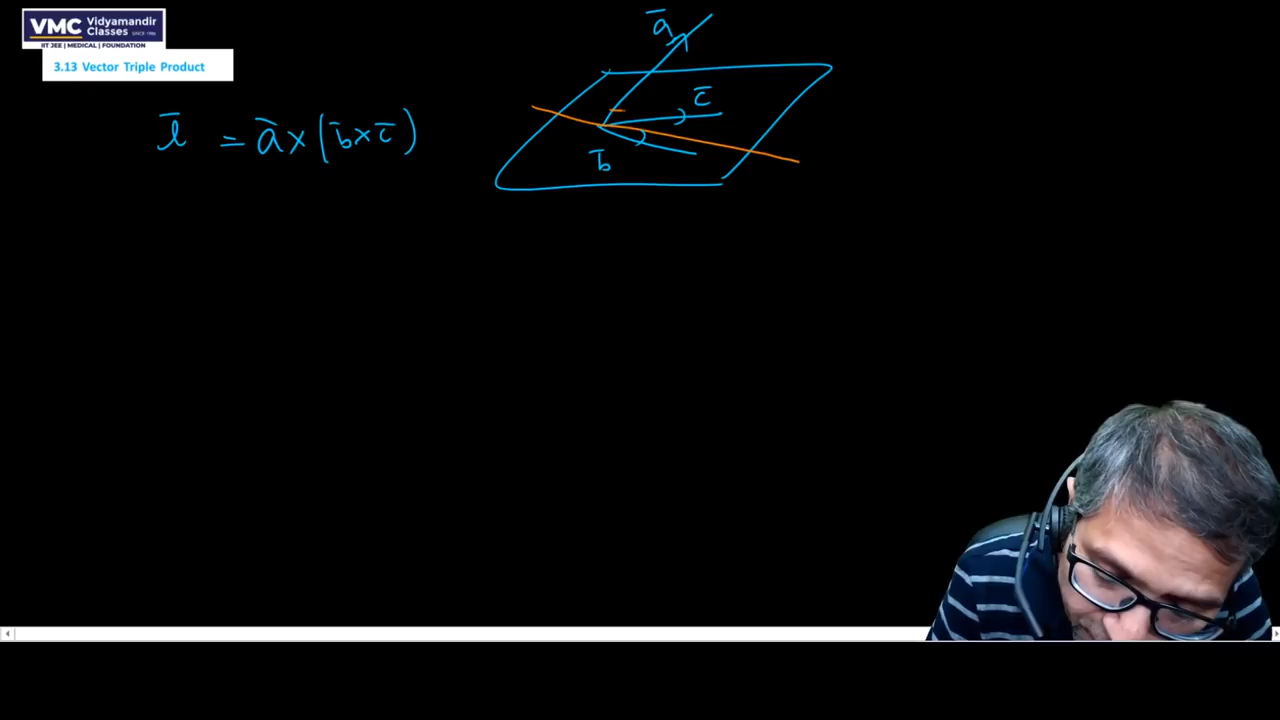 VMC Vidyamandir Classes SINCE 1986
IIT JEE | MEDICAL | FOUNDATION
3.13 Vector Triple Product
r̄ = ā × (b̄ × c̄)
ā
c̄
b̄